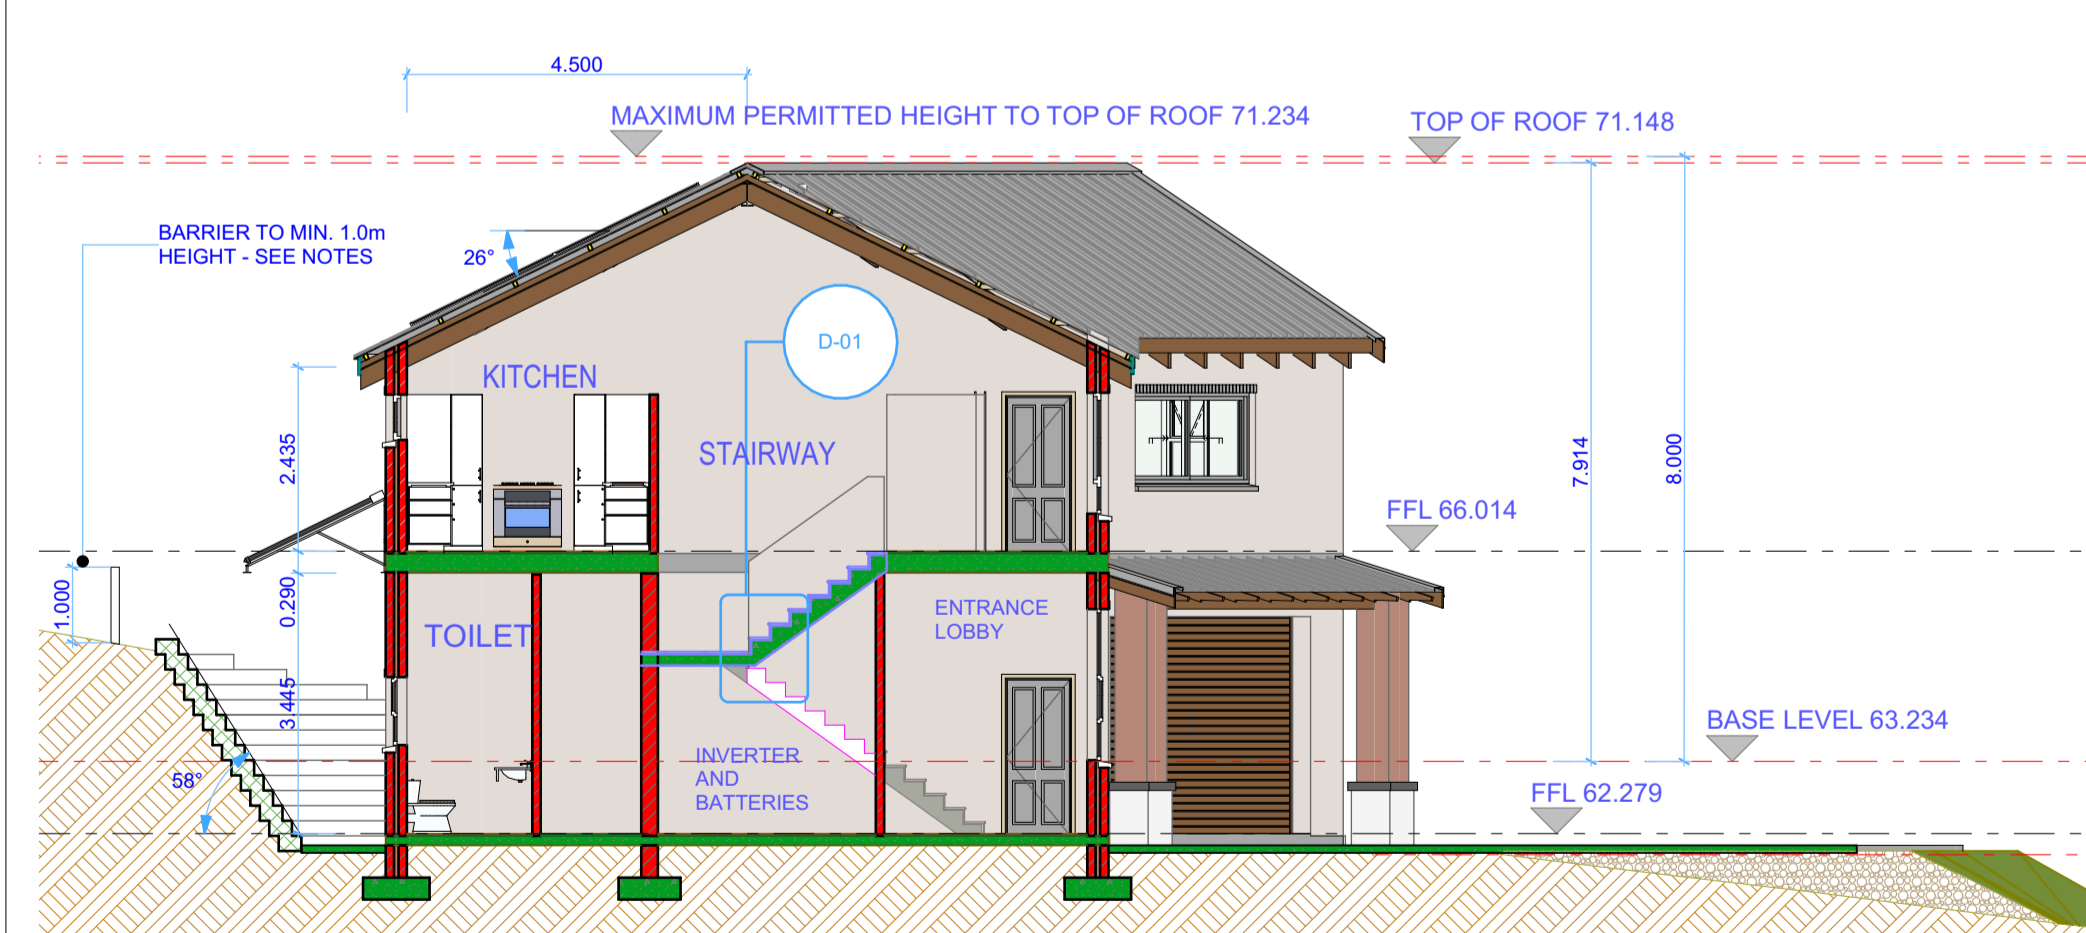 4.500
MAXIMUM PERMITTED HEIGHT TO TOP OF ROOF 71.234
TOP OF ROOF 71.148
BARRIER TO MIN. 1.0m
HEIGHT - SEE NOTES
26°
D-01
KITCHEN
STAIRWAY
2.435
7.914
8.000
FFL 66.014
1.000
0.290
TOILET
ENTRANCE
LOBBY
3.445
BASE LEVEL 63.234
58°
INVERTER
AND
BATTERIES
FFL 62.279